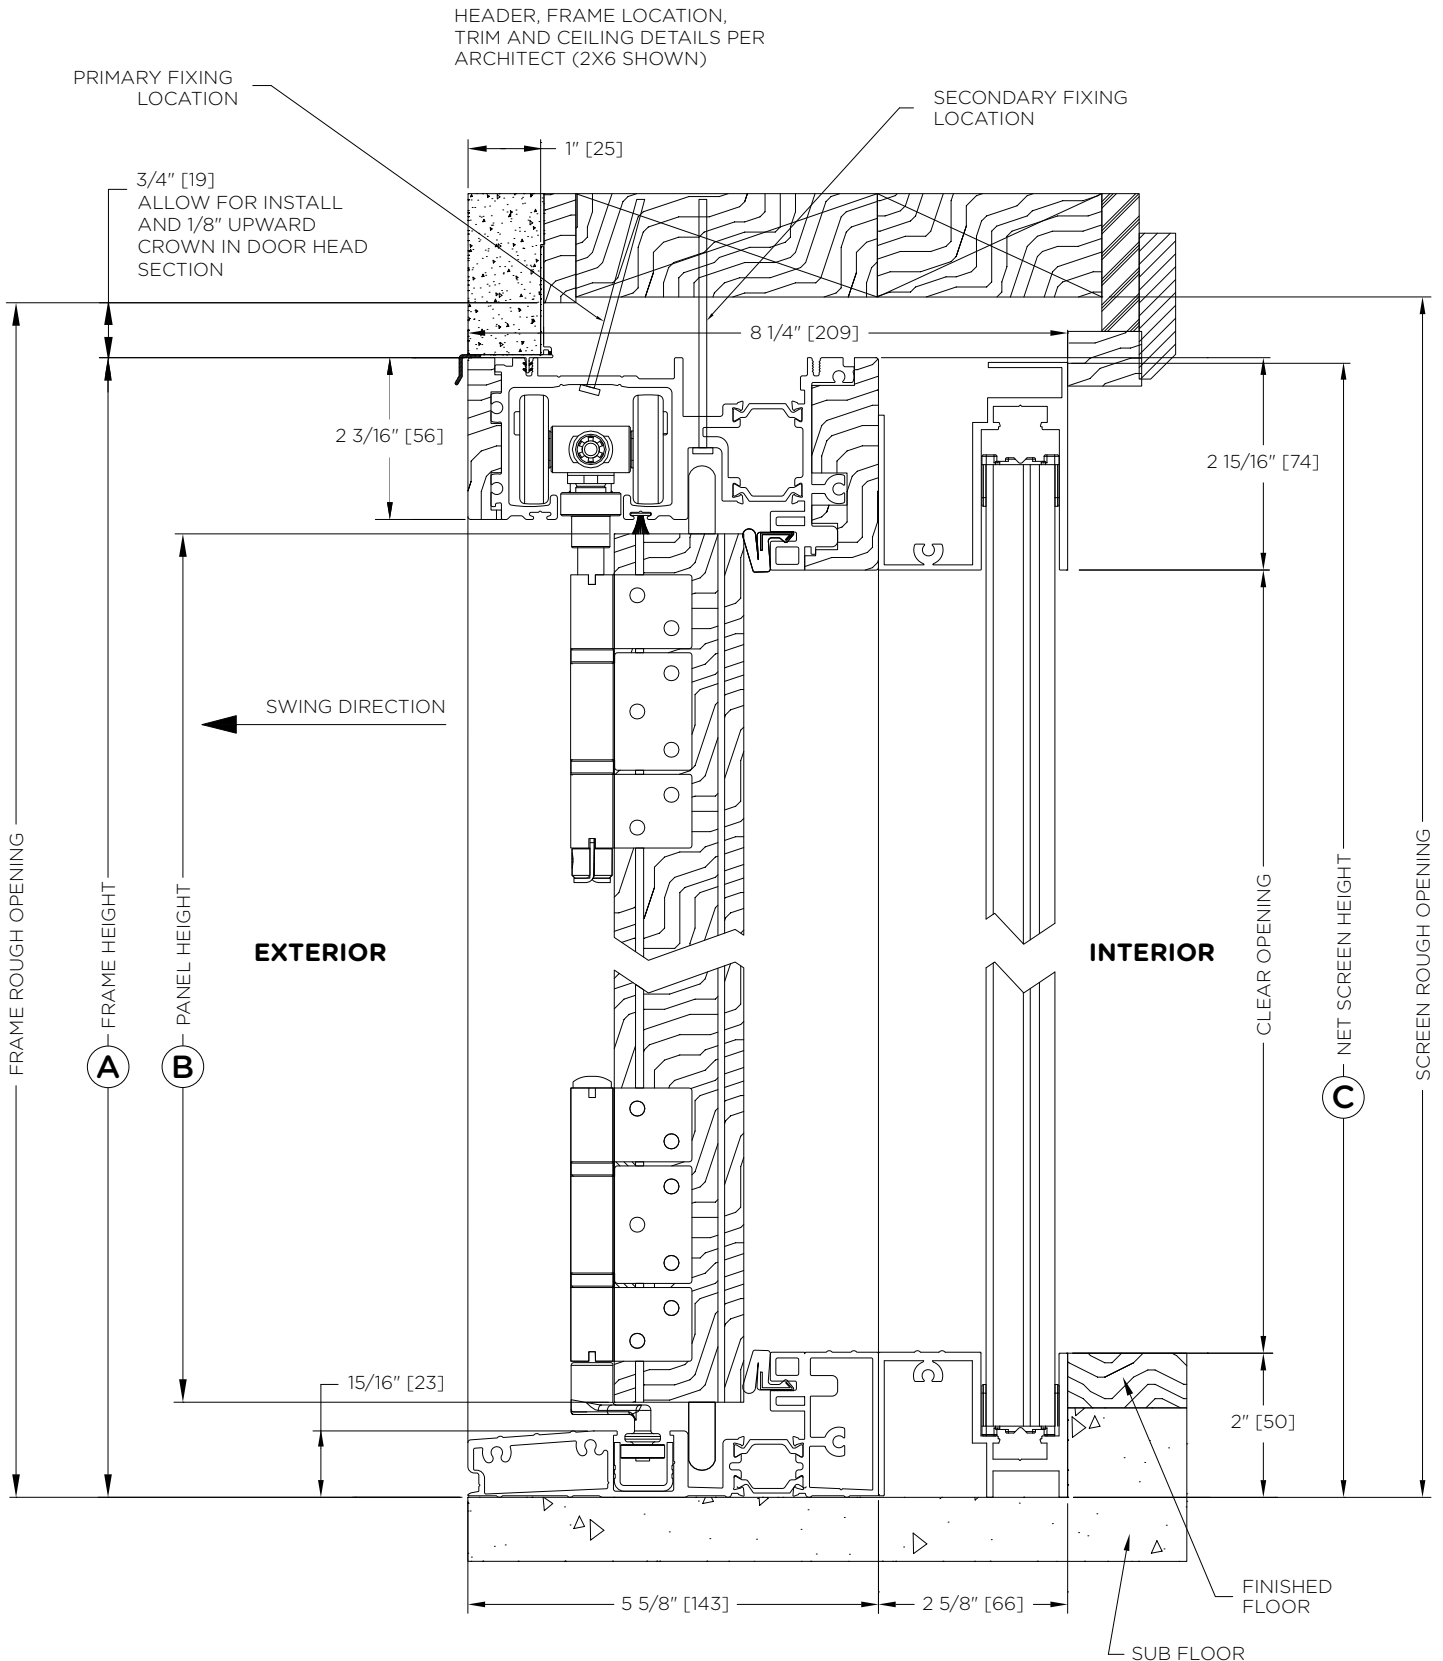 HEADER, FRAME LOCATION,
TRIM AND CEILING DETAILS PER
ARCHITECT (2X6 SHOWN)
PRIMARY FIXING
LOCATION
SECONDARY FIXING
LOCATION
1" [25]
3/4" [19]
ALLOW FOR INSTALL
AND 1/8" UPWARD
CROWN IN DOOR HEAD
SECTION
8 1/4" [209]
2 3/16" [56]
2 15/16" [74]
SWING DIRECTION
FRAME ROUGH OPENING
FRAME HEIGHT
A
PANEL HEIGHT
B
EXTERIOR
INTERIOR
CLEAR OPENING
NET SCREEN HEIGHT
C
SCREEN ROUGH OPENING
15/16" [23]
2" [50]
5 5/8" [143]
2 5/8" [66]
FINISHED
FLOOR
SUB FLOOR